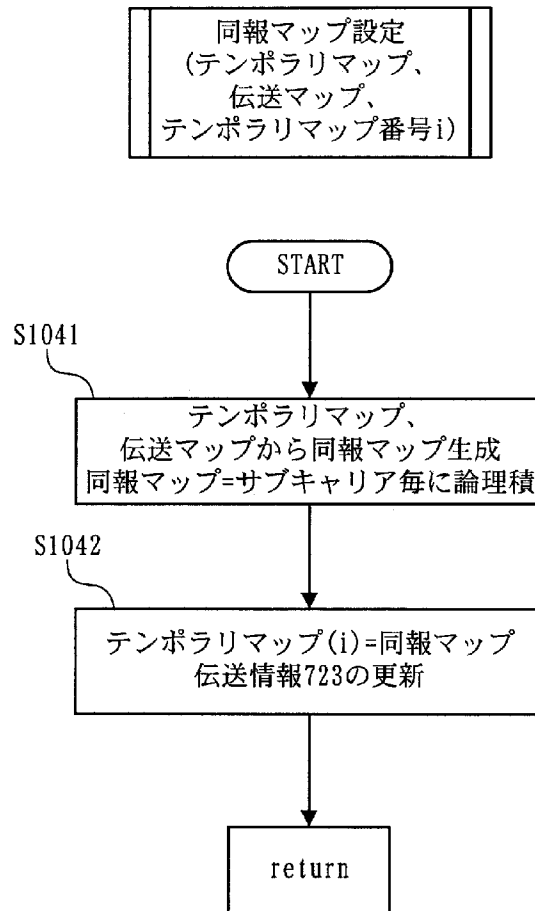 同報マップ設定
(テンポラリマップ、
伝送マップ、
テンポラリマップ番号i)
START
S1041
テンポラリマップ、
伝送マップから同報マップ生成
同報マップ=サブキャリア毎に論理積
S1042
テンポラリマップ(i)=同報マップ
伝送情報723の更新
return